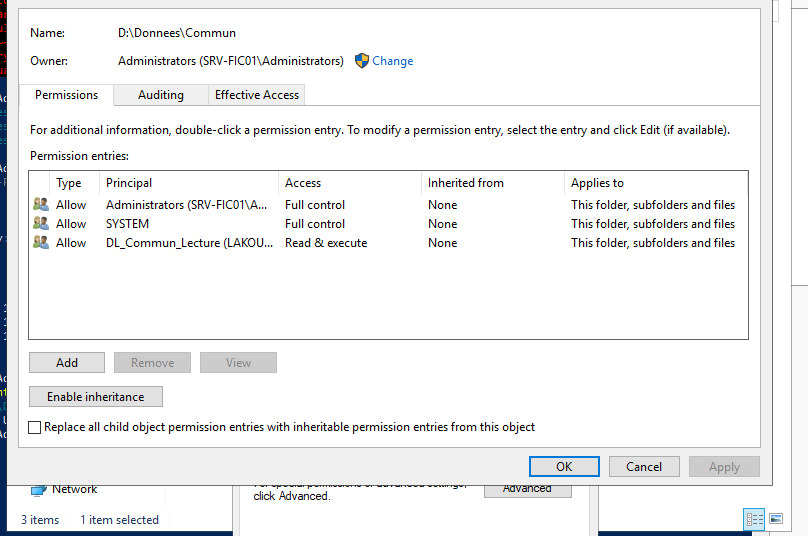 Name: D:\Donnees\Commun
Owner: Administrators (SRV-FIC01\Administrators) Change
Permissions Auditing Effective Access
For additional information, double-click a permission entry. To modify a permission entry, select the entry and click Edit (if available).
Permission entries:
Type Principal Access Inherited from Applies to
Allow Administrators (SRV-FIC01\A... Full control None This folder, subfolders and files
Allow SYSTEM Full control None This folder, subfolders and files
Allow DL_Commun_Lecture (LAKOU... Read & execute None This folder, subfolders and files
Add Remove View
Enable inheritance
Replace all child object permission entries with inheritable permission entries from this object
OK Cancel Apply
Network
click Advanced. Advanced
3 items 1 item selected